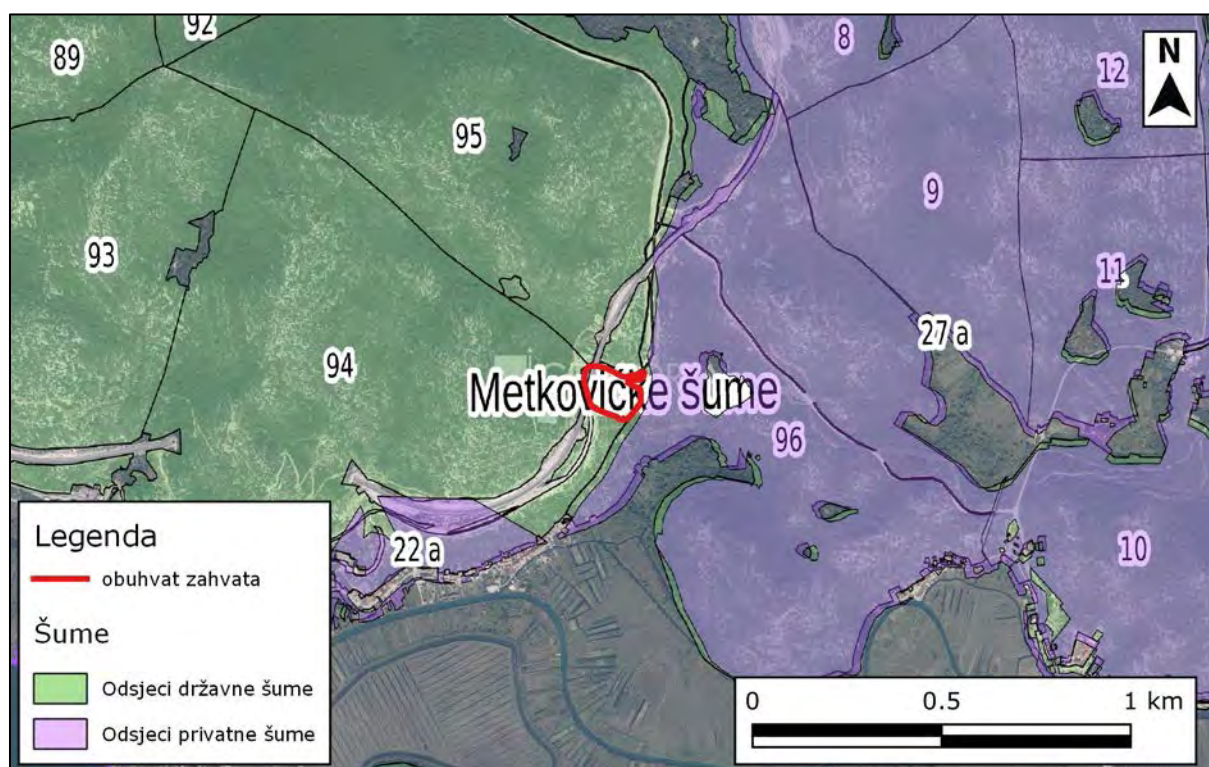 92
89
8
12
N
95
9
93
11
27 a
94
Metkovičke šume
96
22 a
10
Legenda
obuhvat zahvata
Šume
Odsjeci državne šume
Odsjeci privatne šume
0 0.5 1 km